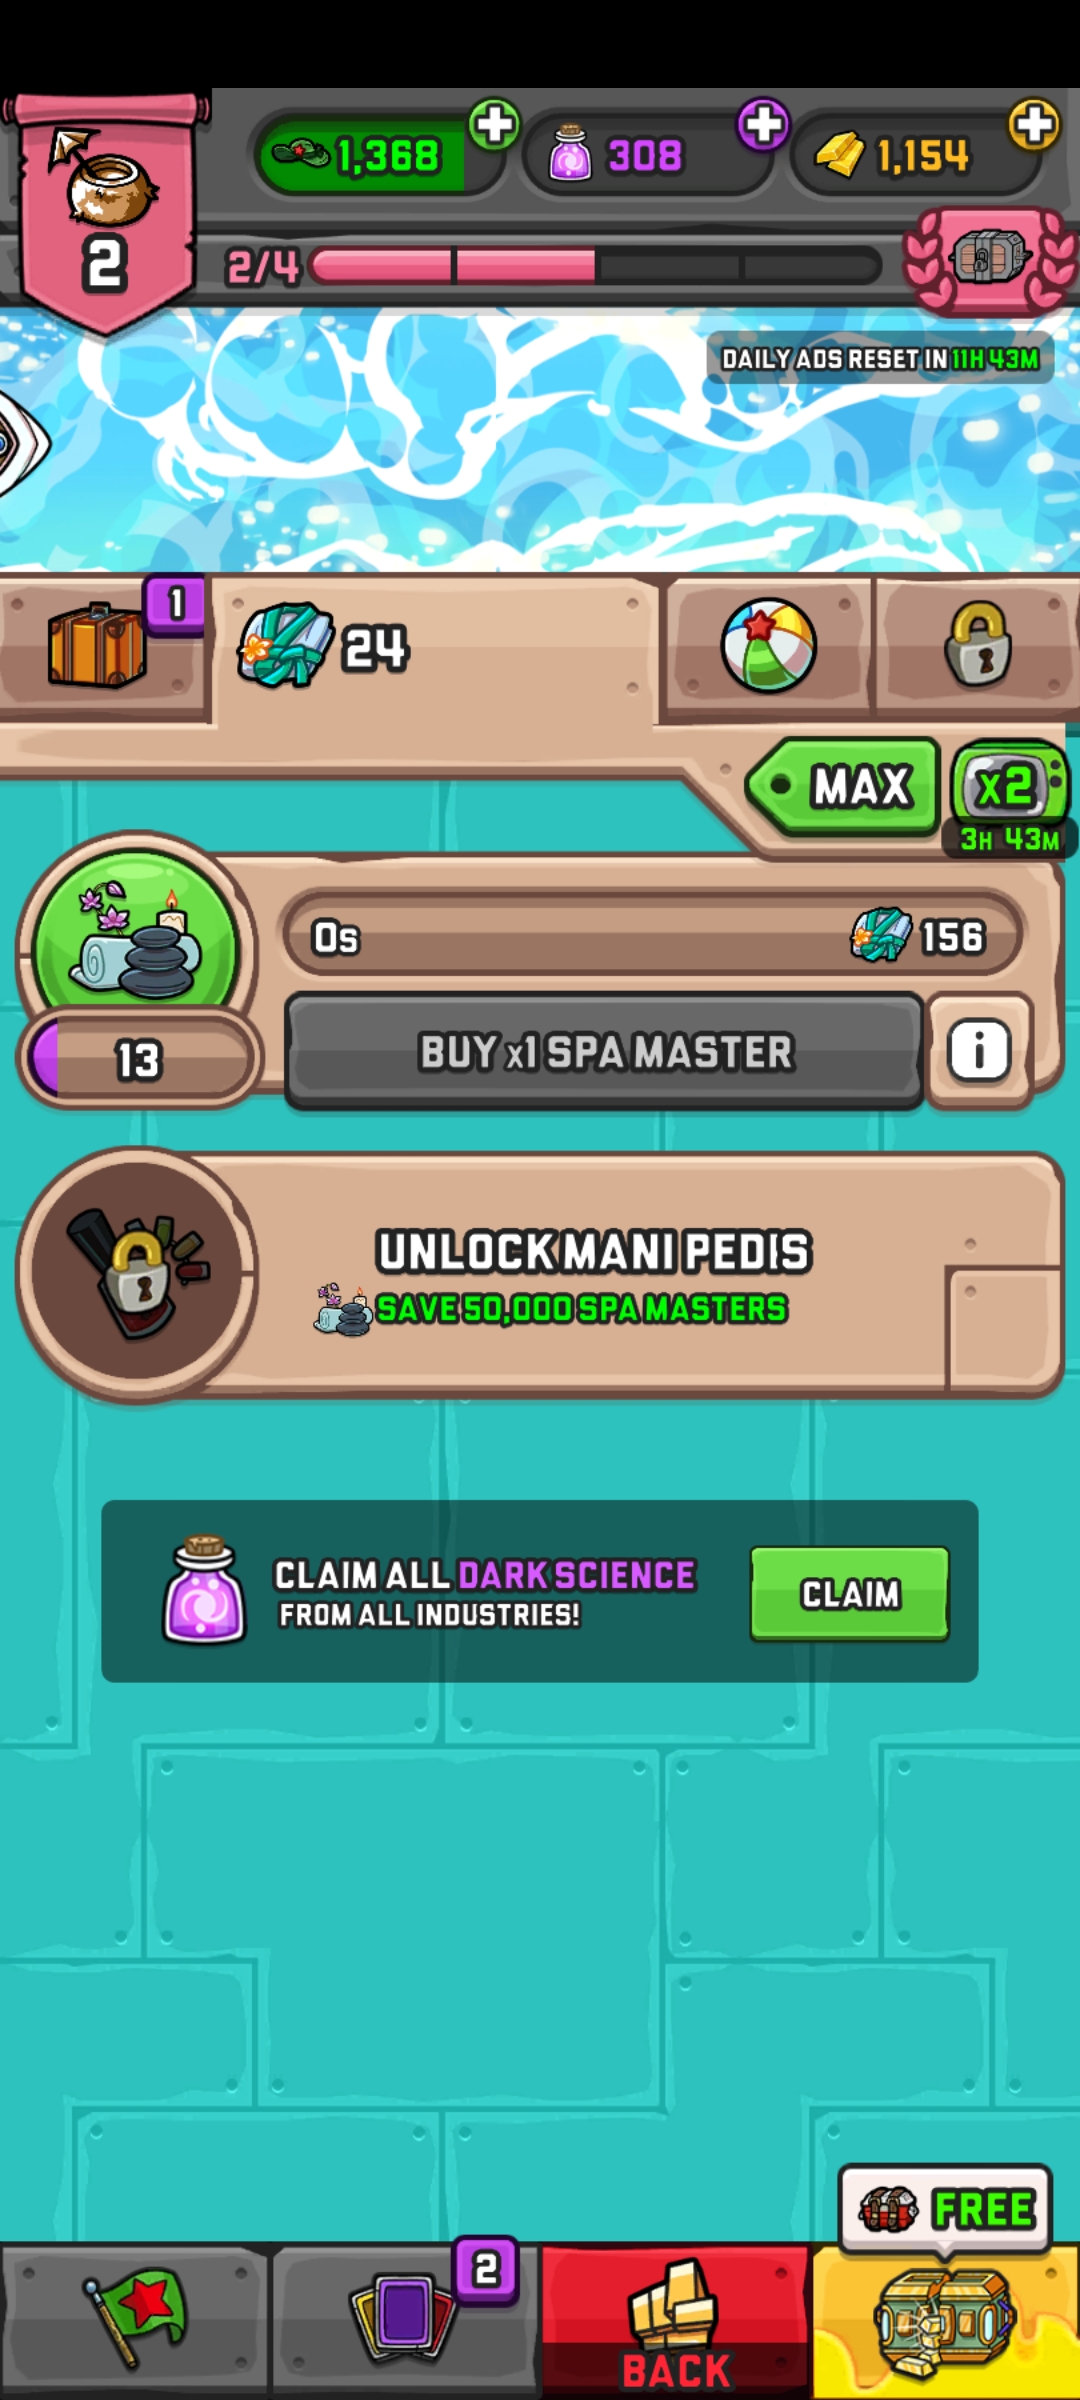 1,368
308
1,154
2
2/4
DAILY ADS RESET IN 11H 43M
1
24
MAX
x2
3H 43M
0s
156
13
BUY x1 SPA MASTER
i
UNLOCK MANI PEDIS
SAVE 50,000 SPA MASTERS
CLAIM ALL DARK SCIENCE
FROM ALL INDUSTRIES!
CLAIM
FREE
2
BACK